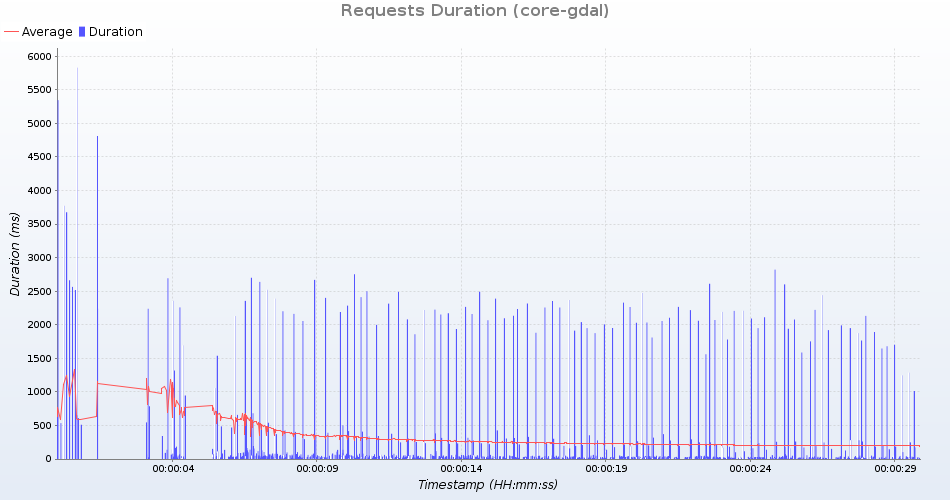 Requests Duration (core-gdal)
Average Duration
6000
5500
5000
4500
4000
3500
3000
2500
2000
1500
1000
500
0
Duration (ms)
00:00:04 00:00:09 00:00:14 00:00:19 00:00:24 00:00:29
Timestamp (HH:mm:ss)